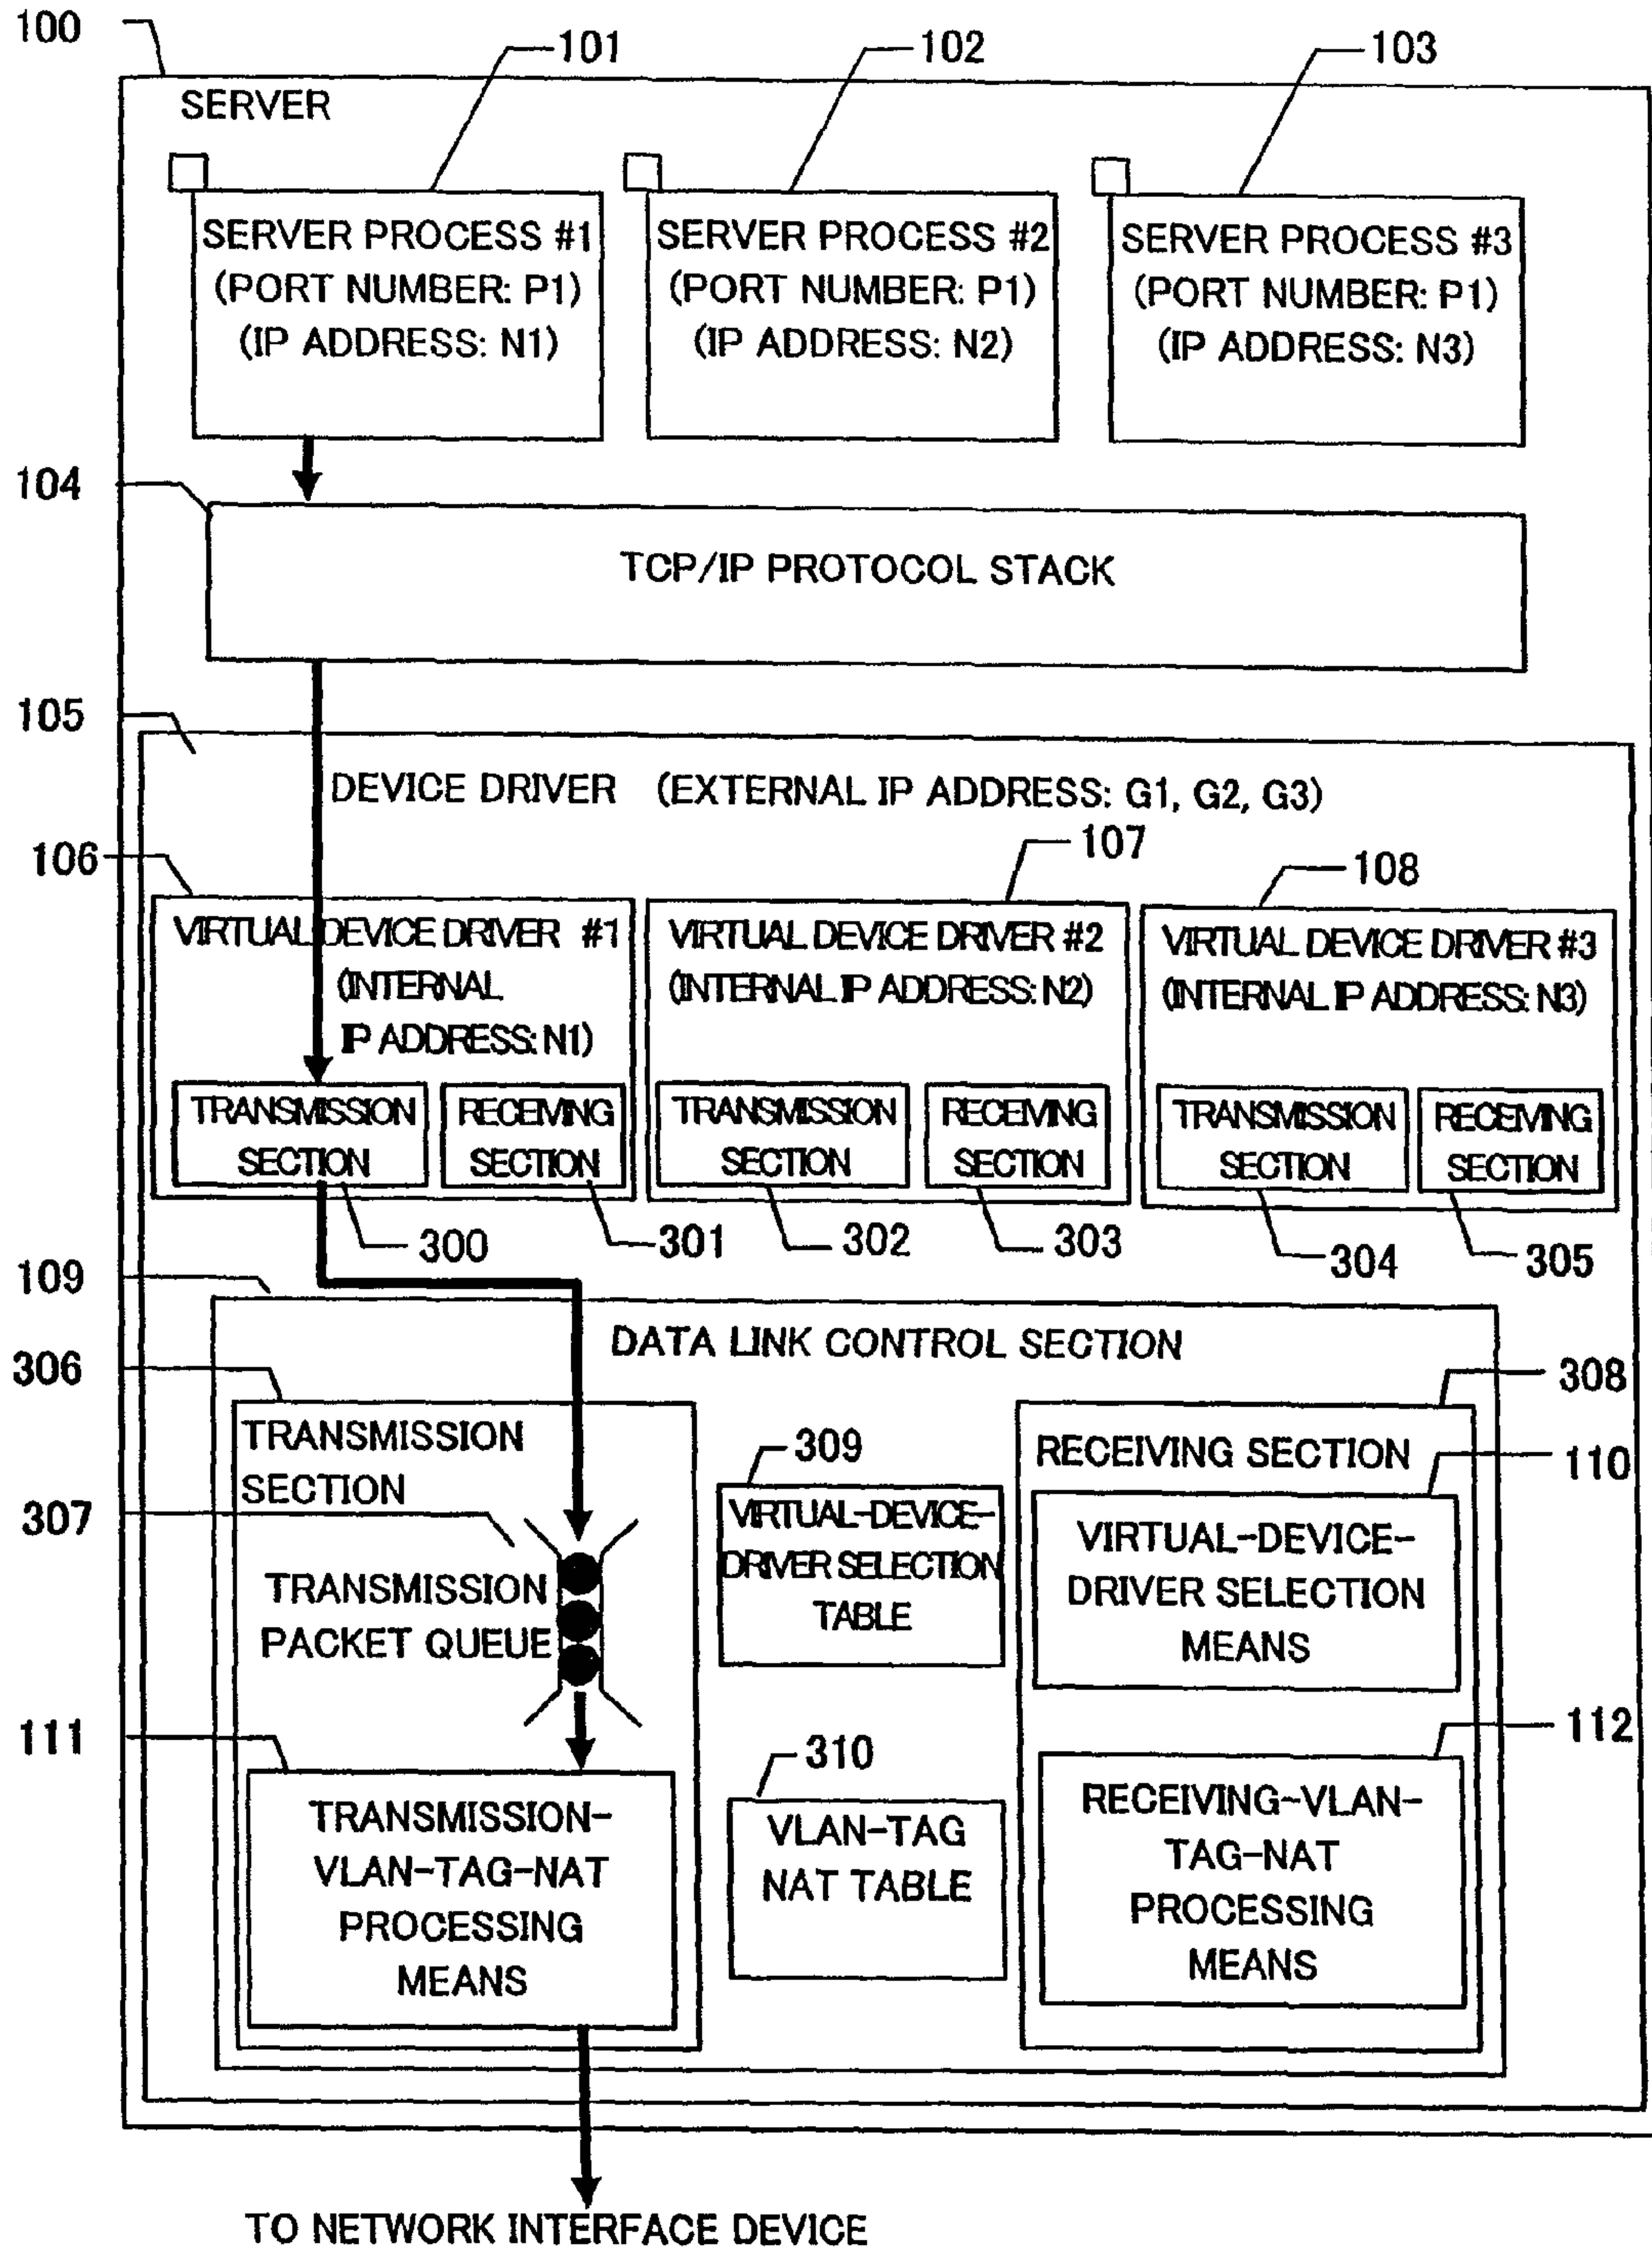 100
101
102
103
SERVER
SERVER PROCESS #1
(PORT NUMBER: P1)
(IP ADDRESS: N1)
SERVER PROCESS #2
(PORT NUMBER: P1)
(IP ADDRESS: N2)
SERVER PROCESS #3
(PORT NUMBER: P1)
(IP ADDRESS: N3)
104
TCP/IP PROTOCOL STACK
105
DEVICE DRIVER (EXTERNAL IP ADDRESS: G1, G2, G3)
106
107
108
VIRTUAL DEVICE DRIVER #1
(INTERNAL
IP ADDRESS: N1)
VIRTUAL DEVICE DRIVER #2
(INTERNAL IP ADDRESS: N2)
VIRTUAL DEVICE DRIVER #3
(INTERNAL IP ADDRESS: N3)
TRANSMISSION
SECTION
RECEIVING
SECTION
TRANSMISSION
SECTION
RECEIVING
SECTION
TRANSMISSION
SECTION
RECEIVING
SECTION
300
301
302
303
304
305
109
DATA LINK CONTROL SECTION
306
308
TRANSMISSION
SECTION
309
RECEIVING SECTION
110
307
TRANSMISSION
PACKET QUEUE
VIRTUAL-DEVICE-
DRIVER SELECTION
TABLE
VIRTUAL-DEVICE-
DRIVER SELECTION
MEANS
111
310
112
TRANSMISSION-
VLAN-TAG-NAT
PROCESSING
MEANS
VLAN-TAG
NAT TABLE
RECEIVING-VLAN-
TAG-NAT
PROCESSING
MEANS
TO NETWORK INTERFACE DEVICE